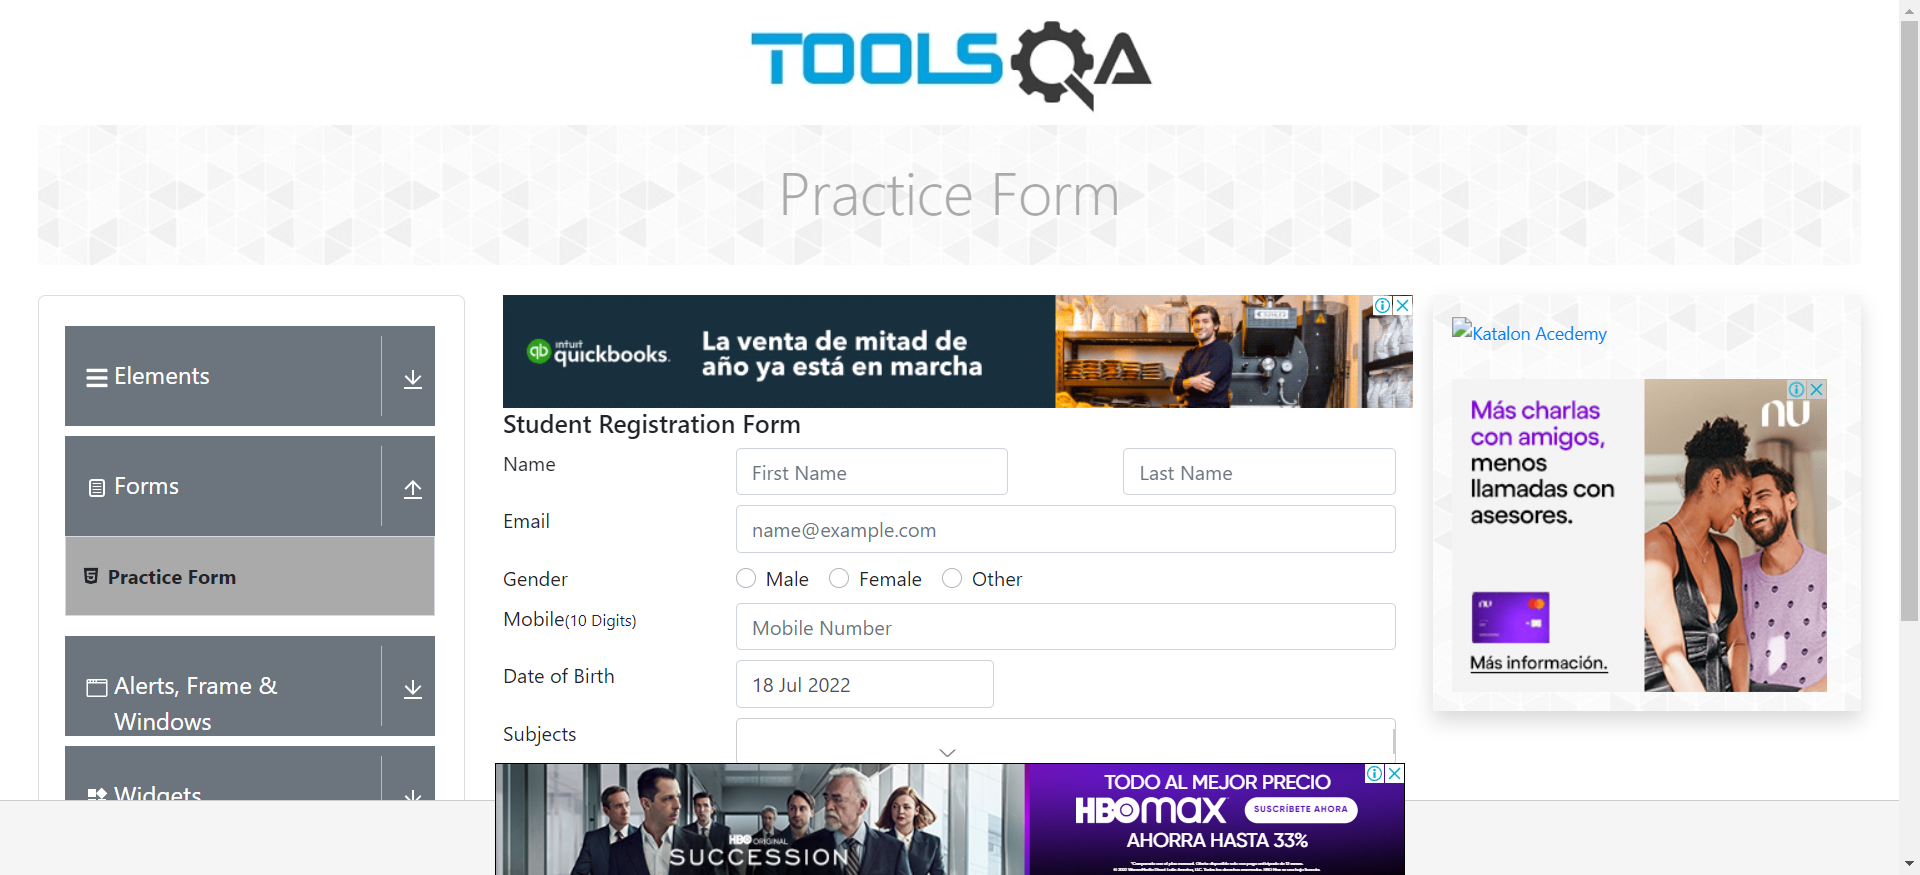 TOOLSQA
Practice Form
Elements
Forms
Practice Form
Alerts, Frame &
Windows
Widgets
intuit
qb quickbooks.
La venta de mitad de
año ya está en marcha
Student Registration Form
Name
First Name
Last Name
Email
name@example.com
Gender
Male
Female
Other
Mobile(10 Digits)
Mobile Number
Date of Birth
18 Jul 2022
Subjects
HBO ORIGINAL
SUCCESSION
TODO AL MEJOR PRECIO
HBOMAX
SUSCRÍBETE AHORA
AHORRA HASTA 33%
Katalon Acedemy
nu
Más charlas
con amigos,
menos
llamadas con
asesores.
nu
Más información.